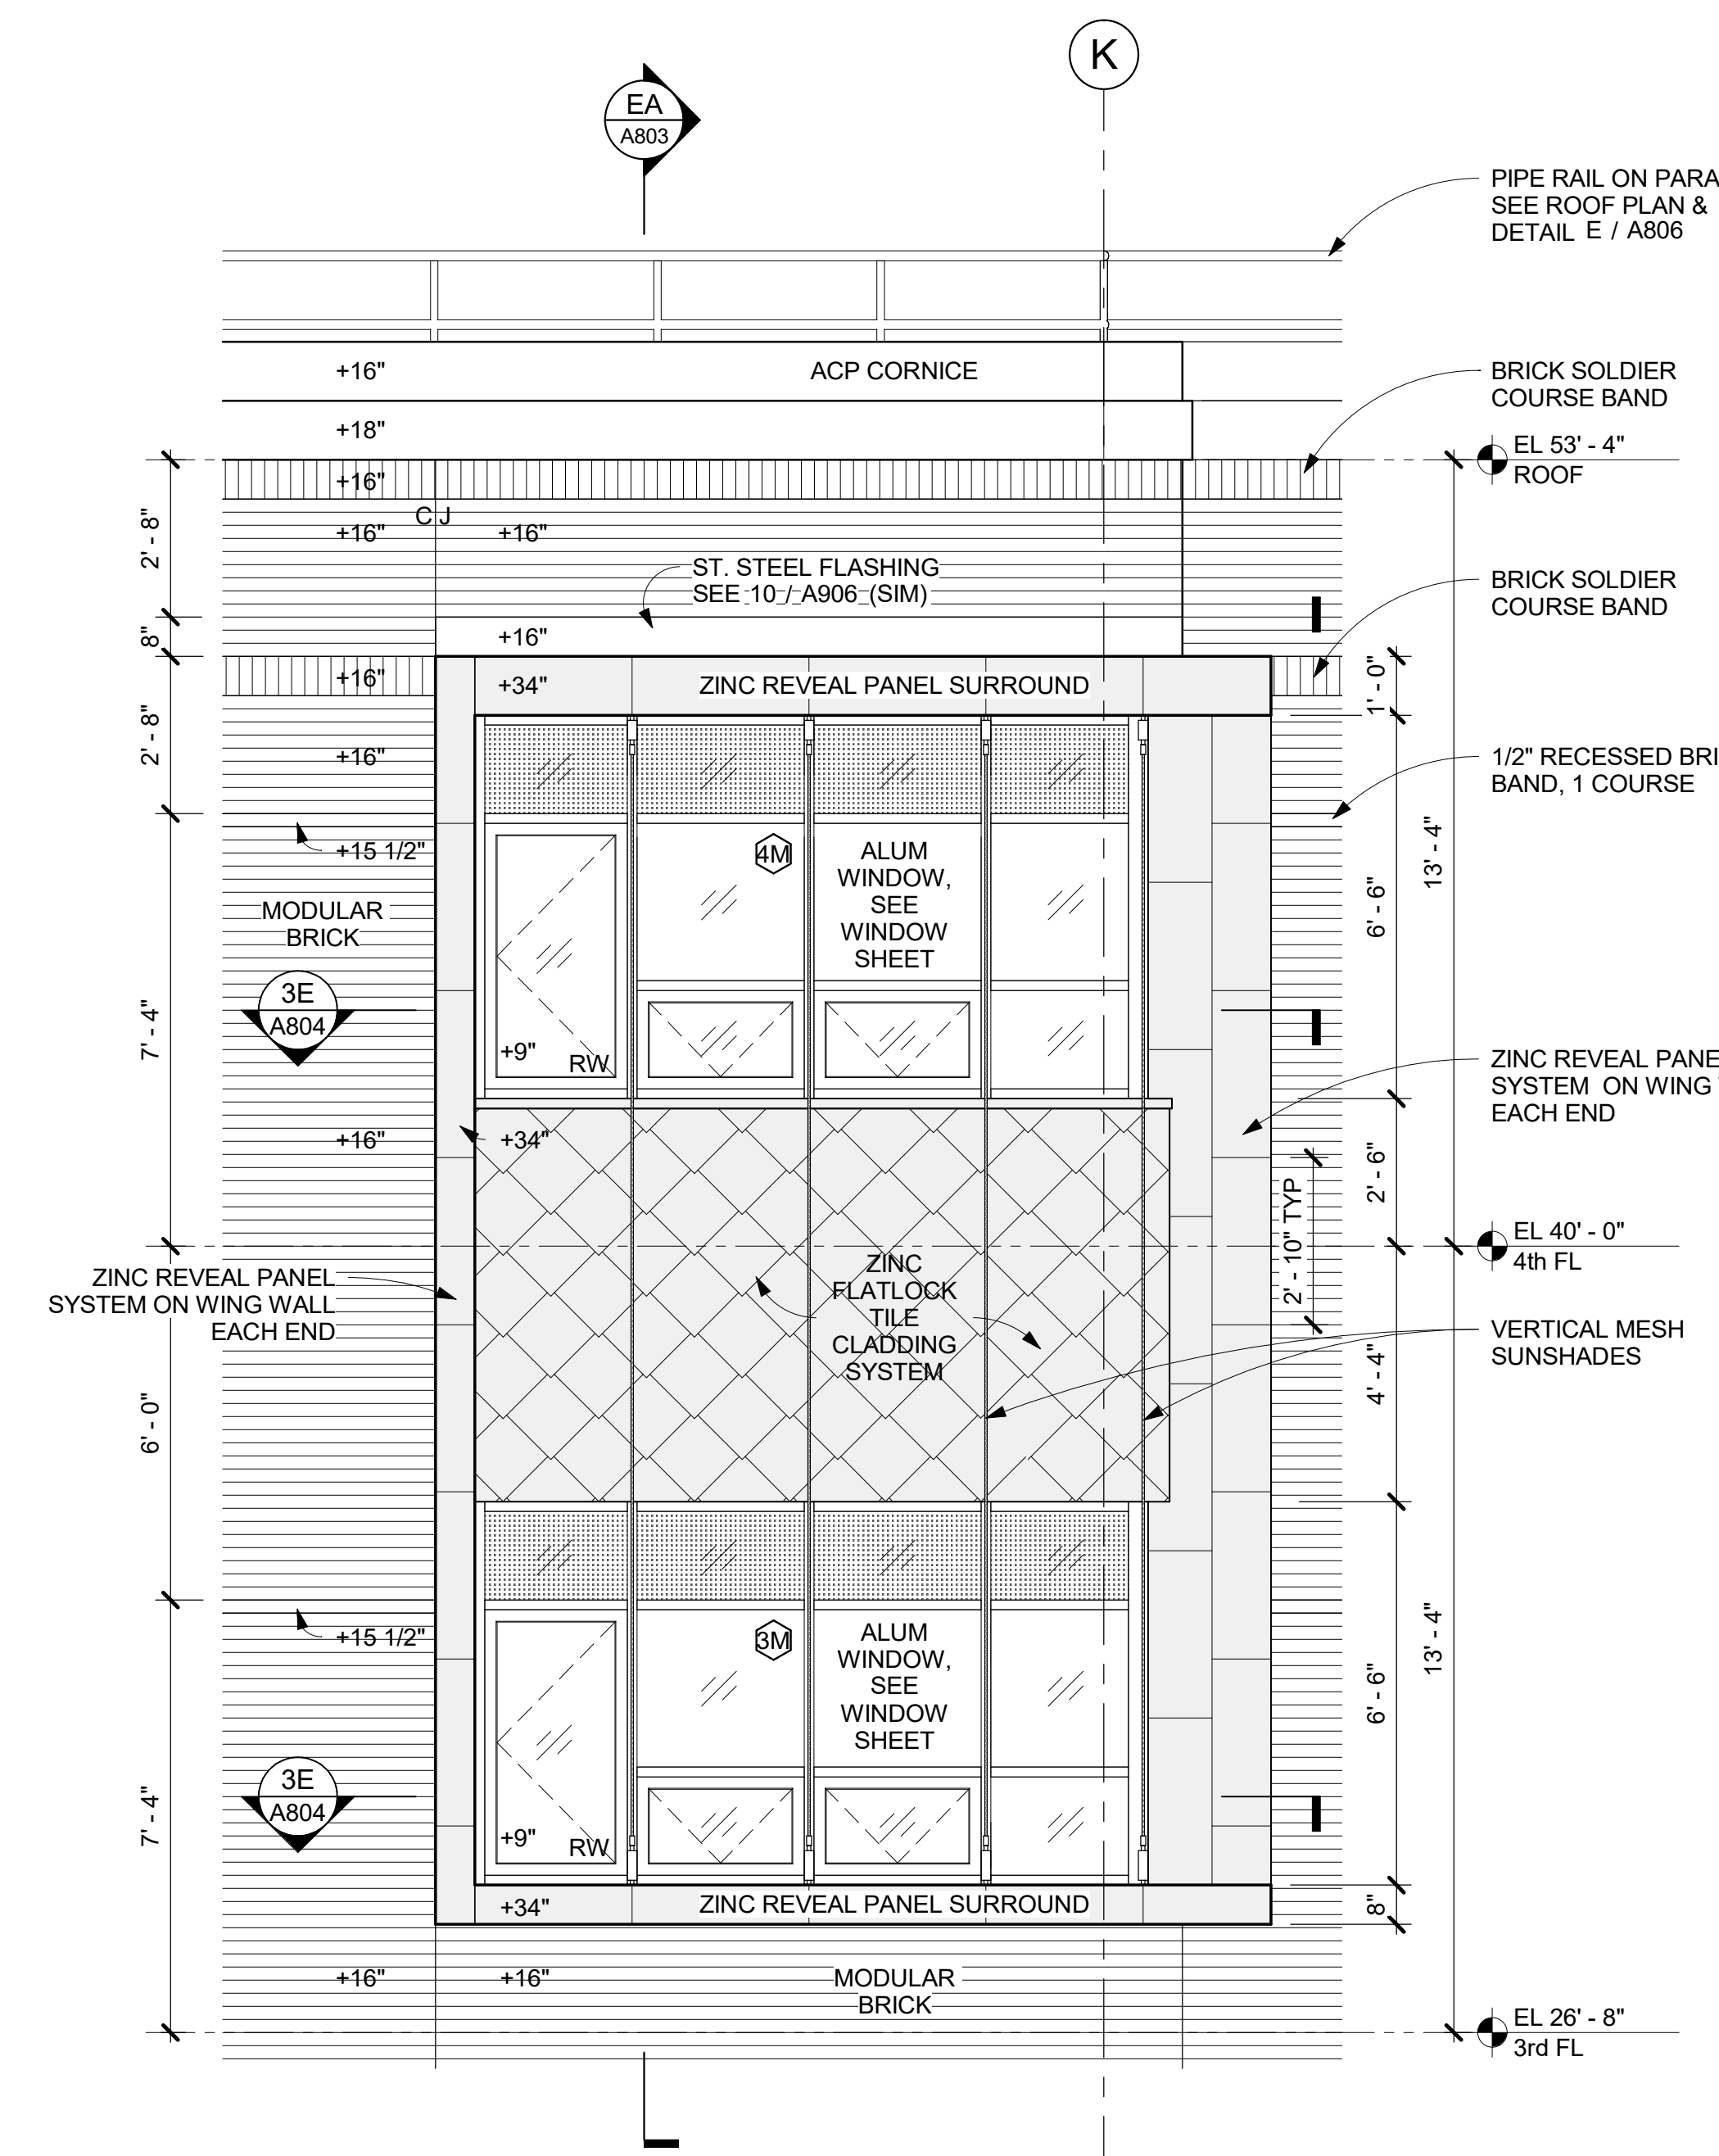 K
EA
A803
PIPE RAIL ON PARA
SEE ROOF PLAN &
DETAIL E / A806
+16"
ACP CORNICE
BRICK SOLDIER
COURSE BAND
+18"
EL 53' - 4"
ROOF
+16"
C J
+16"
+16"
2' - 8"
ST. STEEL FLASHING
SEE 10 / A906 (SIM)
BRICK SOLDIER
COURSE BAND
8"
+16"
+16"
+34"
ZINC REVEAL PANEL SURROUND
1' - 0"
2' - 8"
+16"
1/2" RECESSED BRI
BAND, 1 COURSE
+15 1/2"
4M
ALUM
WINDOW,
SEE
WINDOW
SHEET
13' - 4"
6' - 6"
MODULAR
BRICK
3E
A804
7' - 4"
+9"
RW
ZINC REVEAL PANE
SYSTEM ON WING
EACH END
+16"
+34"
2' - 6"
2' - 10" TYP
EL 40' - 0"
4th FL
ZINC REVEAL PANEL
SYSTEM ON WING WALL
EACH END
ZINC
FLATLOCK
TILE
CLADDING
SYSTEM
VERTICAL MESH
SUNSHADES
4' - 4"
6' - 0"
+15 1/2"
3M
ALUM
WINDOW,
SEE
WINDOW
SHEET
13' - 4"
6' - 6"
3E
A804
7' - 4"
+9"
RW
+34"
ZINC REVEAL PANEL SURROUND
8"
+16"
+16"
MODULAR
BRICK
EL 26' - 8"
3rd FL